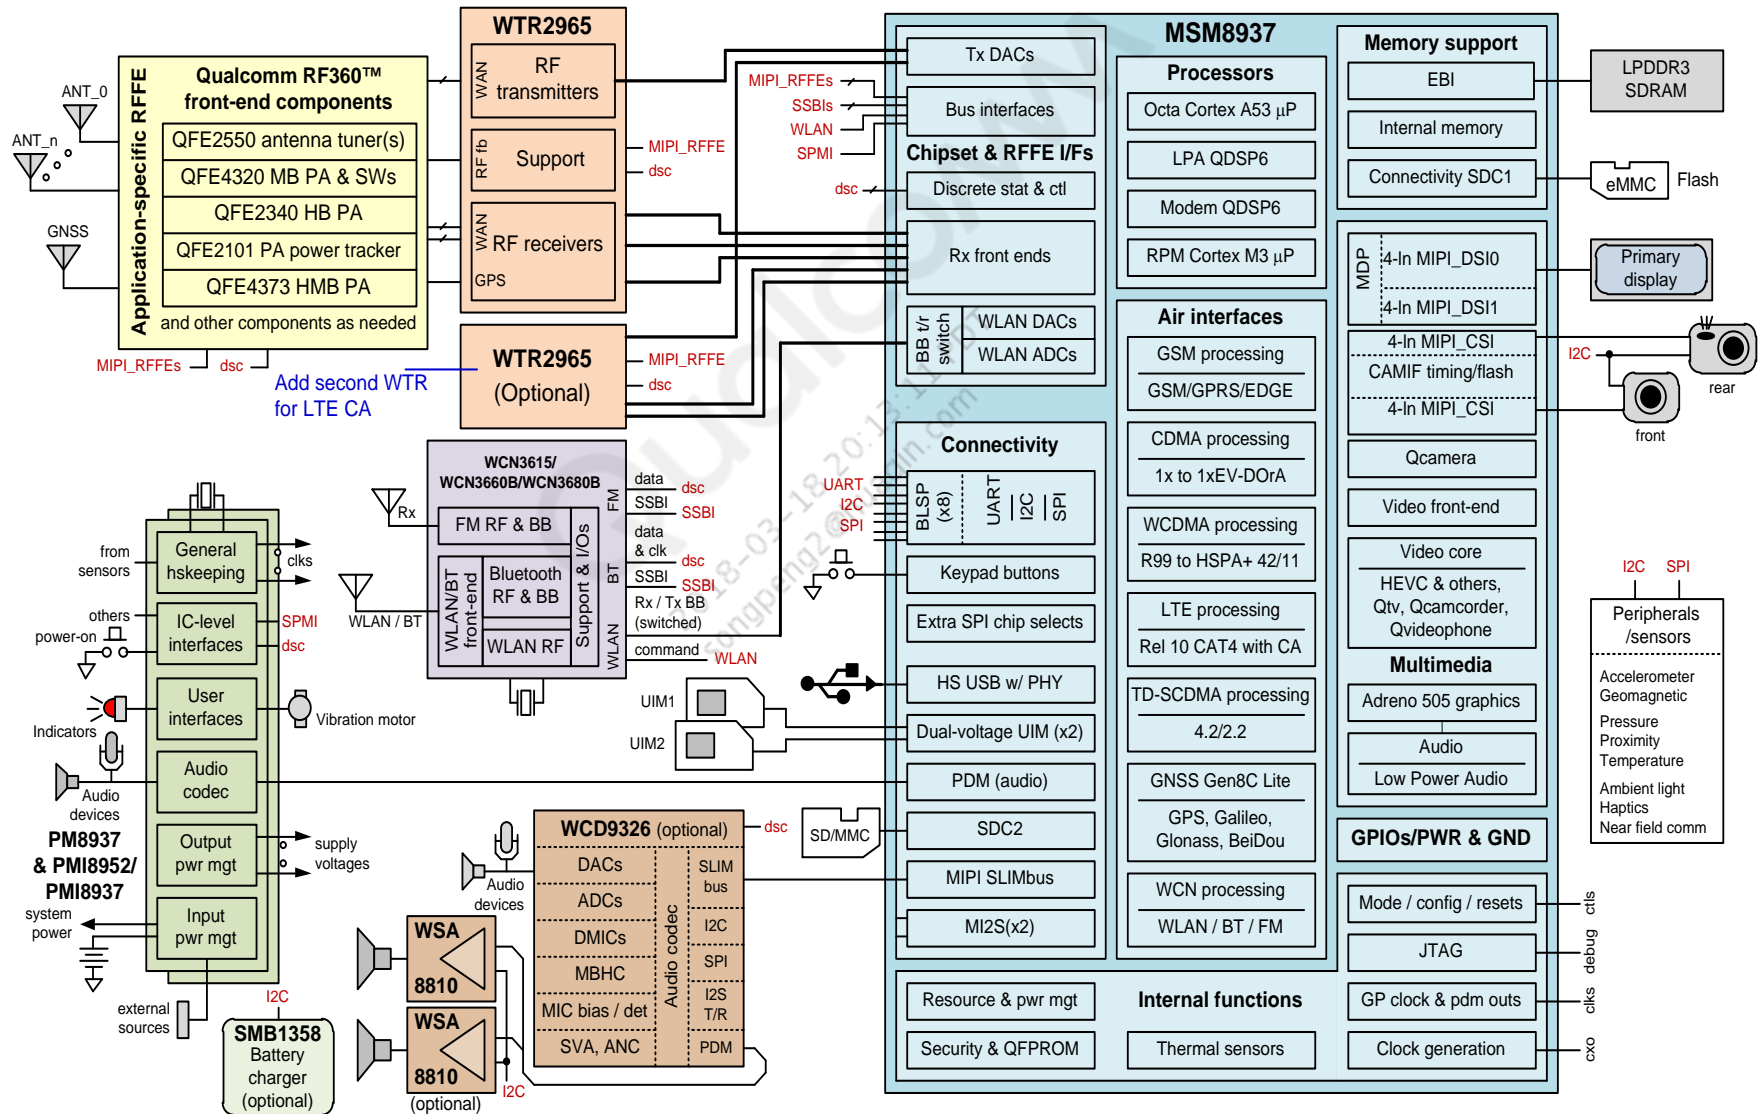 WTR2965
MSM8937
Application-specific RFFE
Qualcomm RF360™
front-end components
QFE2550 antenna tuner(s)
QFE4320 MB PA & SWs
QFE2340 HB PA
QFE2101 PA power tracker
QFE4373 HMB PA
and other components as needed
ANT_0
ANT_n
GNSS
MIPI_RFFEs
dsc
WAN
RF
transmitters
RF fb
Support
WAN
GPS
RF receivers
MIPI_RFFE
dsc
WTR2965
(Optional)
MIPI_RFFE
dsc
Add second WTR
for LTE CA
MIPI_RFFEs
SSBIs
WLAN
SPMI
dsc
Tx DACs
Bus interfaces
Chipset & RFFE I/Fs
Discrete stat & ctl
Rx front ends
BB t/r
switch
WLAN DACs
WLAN ADCs
Processors
Octa Cortex A53 μP
LPA QDSP6
Modem QDSP6
RPM Cortex M3 μP
Air interfaces
GSM processing
GSM/GPRS/EDGE
CDMA processing
1x to 1xEV-DOrA
WCDMA processing
R99 to HSPA+ 42/11
LTE processing
Rel 10 CAT4 with CA
TD-SCDMA processing
4.2/2.2
GNSS Gen8C Lite
GPS, Galileo,
Glonass, BeiDou
WCN processing
WLAN / BT / FM
Memory support
EBI
Internal memory
Connectivity SDC1
LPDDR3
SDRAM
eMMC
Flash
MDP
4-ln MIPI_DSI0
4-ln MIPI_DSI1
Primary
display
4-ln MIPI_CSI
CAMIF timing/flash
4-ln MIPI_CSI
I2C
rear
front
Qcamera
Video front-end
Video core
HEVC & others,
Qtv, Qcamcorder,
Qvideophone
Multimedia
Adreno 505 graphics
Audio
Low Power Audio
GPIOs/PWR & GND
Mode / config / resets
JTAG
GP clock & pdm outs
Clock generation
ctls
debug
clks
cxo
I2C
SPI
Peripherals
/sensors
Accelerometer
Geomagnetic
Pressure
Proximity
Temperature
Ambient light
Haptics
Near field comm
Connectivity
UART
I2C
SPI
BLSP
(x8)
UART
I2C
SPI
Keypad buttons
Extra SPI chip selects
HS USB w/ PHY
Dual-voltage UIM (x2)
PDM (audio)
SDC2
MIPI SLIMbus
MI2S(x2)
UIM1
UIM2
SD/MMC
Internal functions
Resource & pwr mgt
Security & QFPROM
Thermal sensors
WCN3615/
WCN3660B/WCN3680B
Rx
WLAN / BT
FM RF & BB
WLAN/BT
front-end
Bluetooth
RF & BB
WLAN RF
Support & I/Os
FM
BT
WLAN
data
dsc
SSBI
SSBI
data
& clk
dsc
SSBI
SSBI
Rx / Tx BB
(switched)
command
WLAN
General
hskeeping
IC-level
interfaces
User
interfaces
Audio
codec
Output
pwr mgt
Input
pwr mgt
from
sensors
clks
others
power-on
SPMI
dsc
Indicators
Vibration motor
Audio
devices
PM8937
& PMI8952/
PMI8937
supply
voltages
system
power
external
sources
I2C
SMB1358
Battery
charger
(optional)
WCD9326 (optional)
dsc
DACs
ADCs
DMICs
MBHC
MIC bias / det
SVA, ANC
Audio codec
SLIM
bus
I2C
SPI
I2S
T/R
PDM
Audio
devices
WSA
8810
WSA
8810
(optional)
I2C
Qualcomm